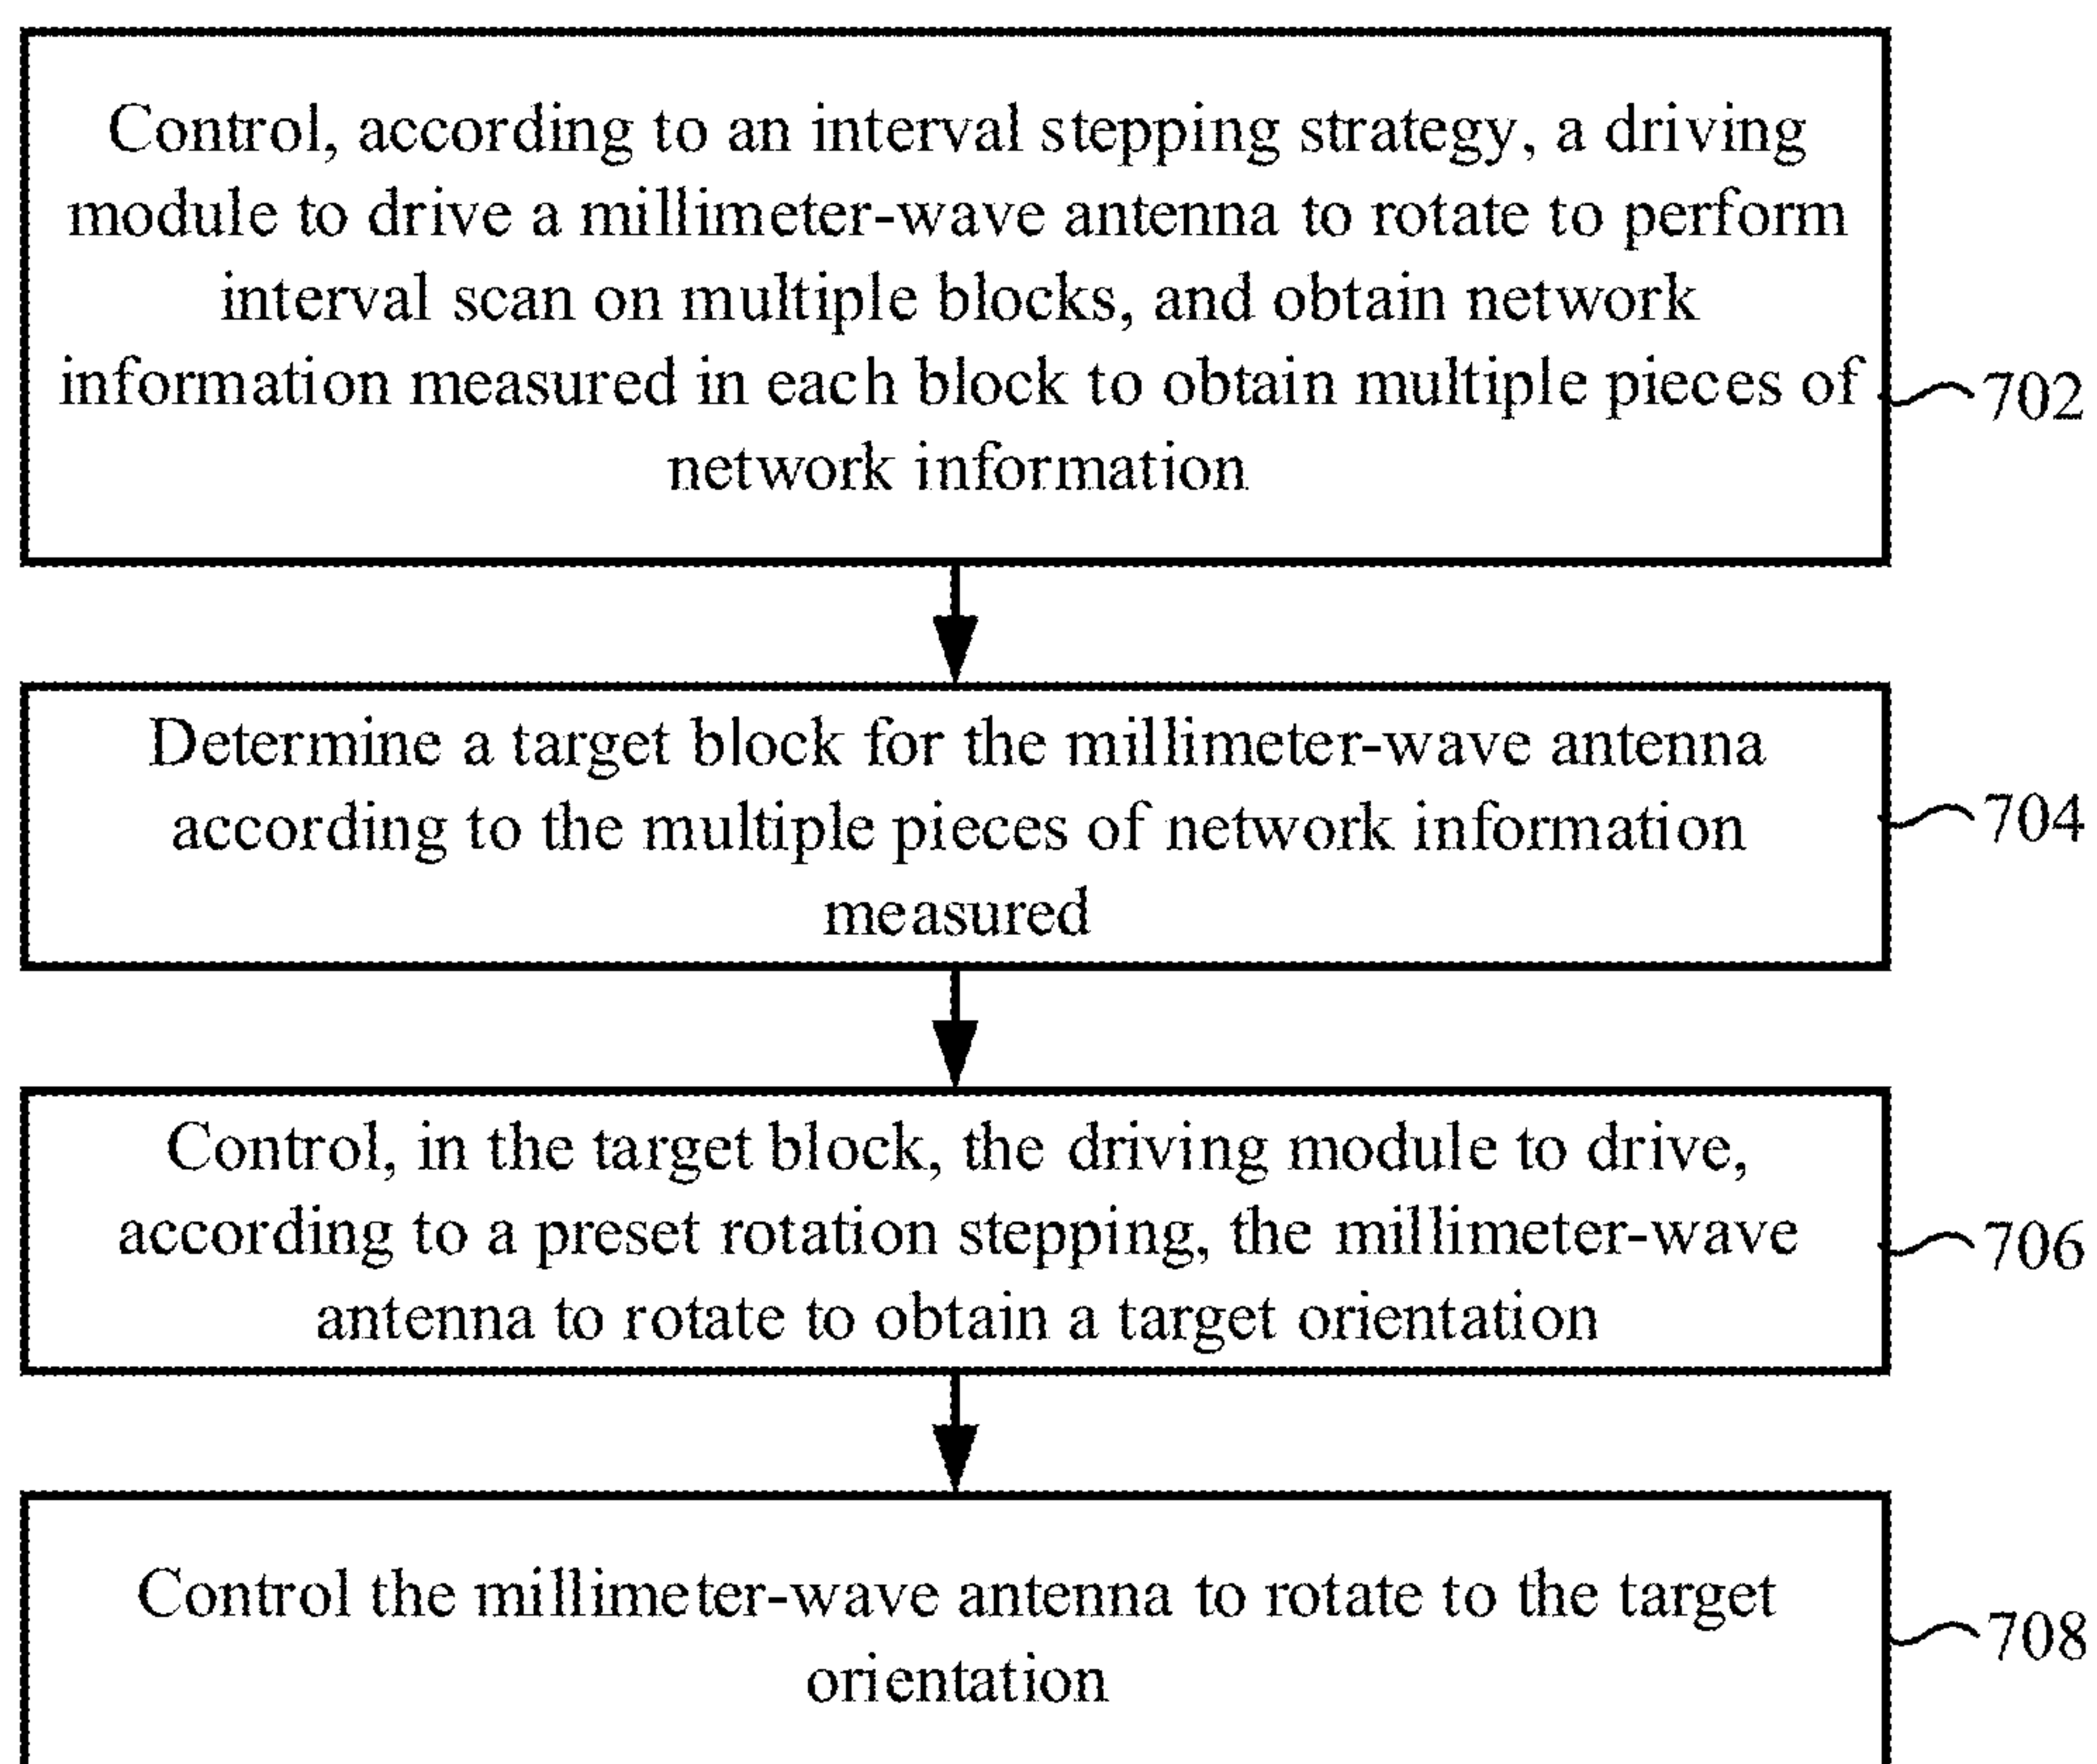 Control, according to an interval stepping strategy, a driving
module to drive a millimeter-wave antenna to rotate to perform
interval scan on multiple blocks, and obtain network
information measured in each block to obtain multiple pieces of
network information
702
Determine a target block for the millimeter-wave antenna
according to the multiple pieces of network information
measured
704
Control, in the target block, the driving module to drive,
according to a preset rotation stepping, the millimeter-wave
antenna to rotate to obtain a target orientation
706
Control the millimeter-wave antenna to rotate to the target
orientation
708